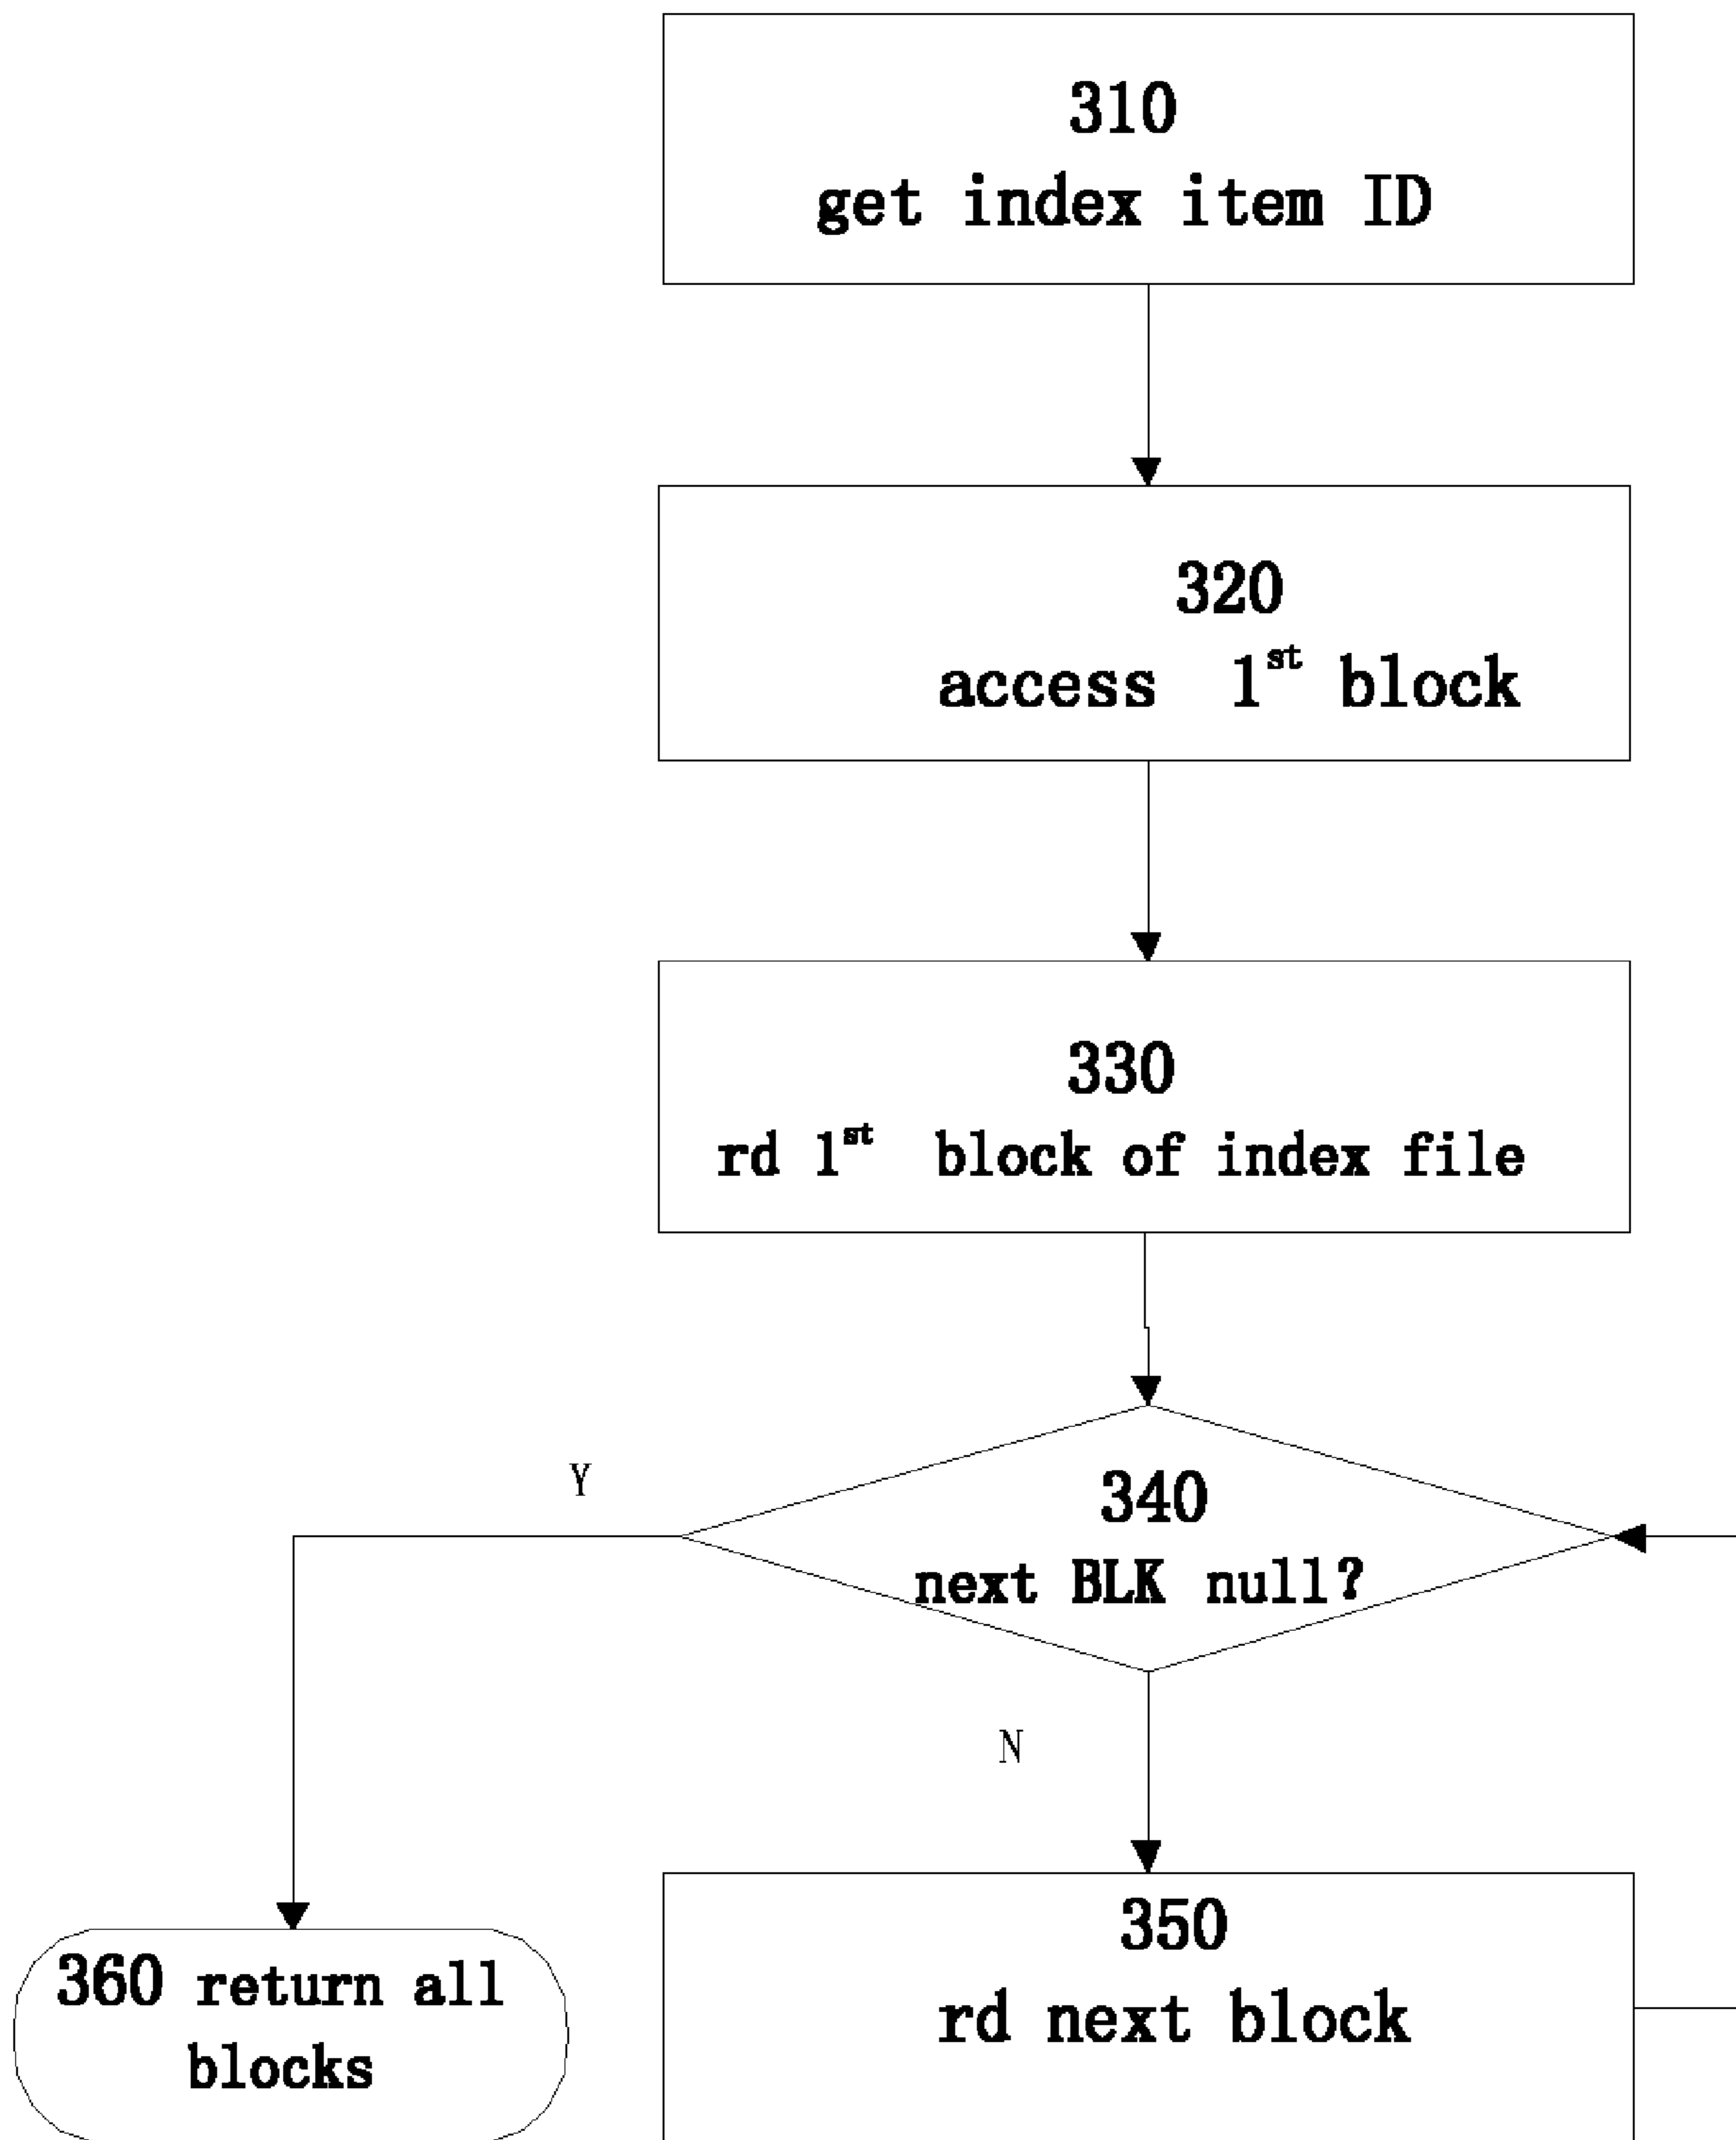 310
get index item ID
320
access 1st block
330
rd 1st block of index file
Y
340
next BLK null?
N
350
rd next block
360 return all
blocks